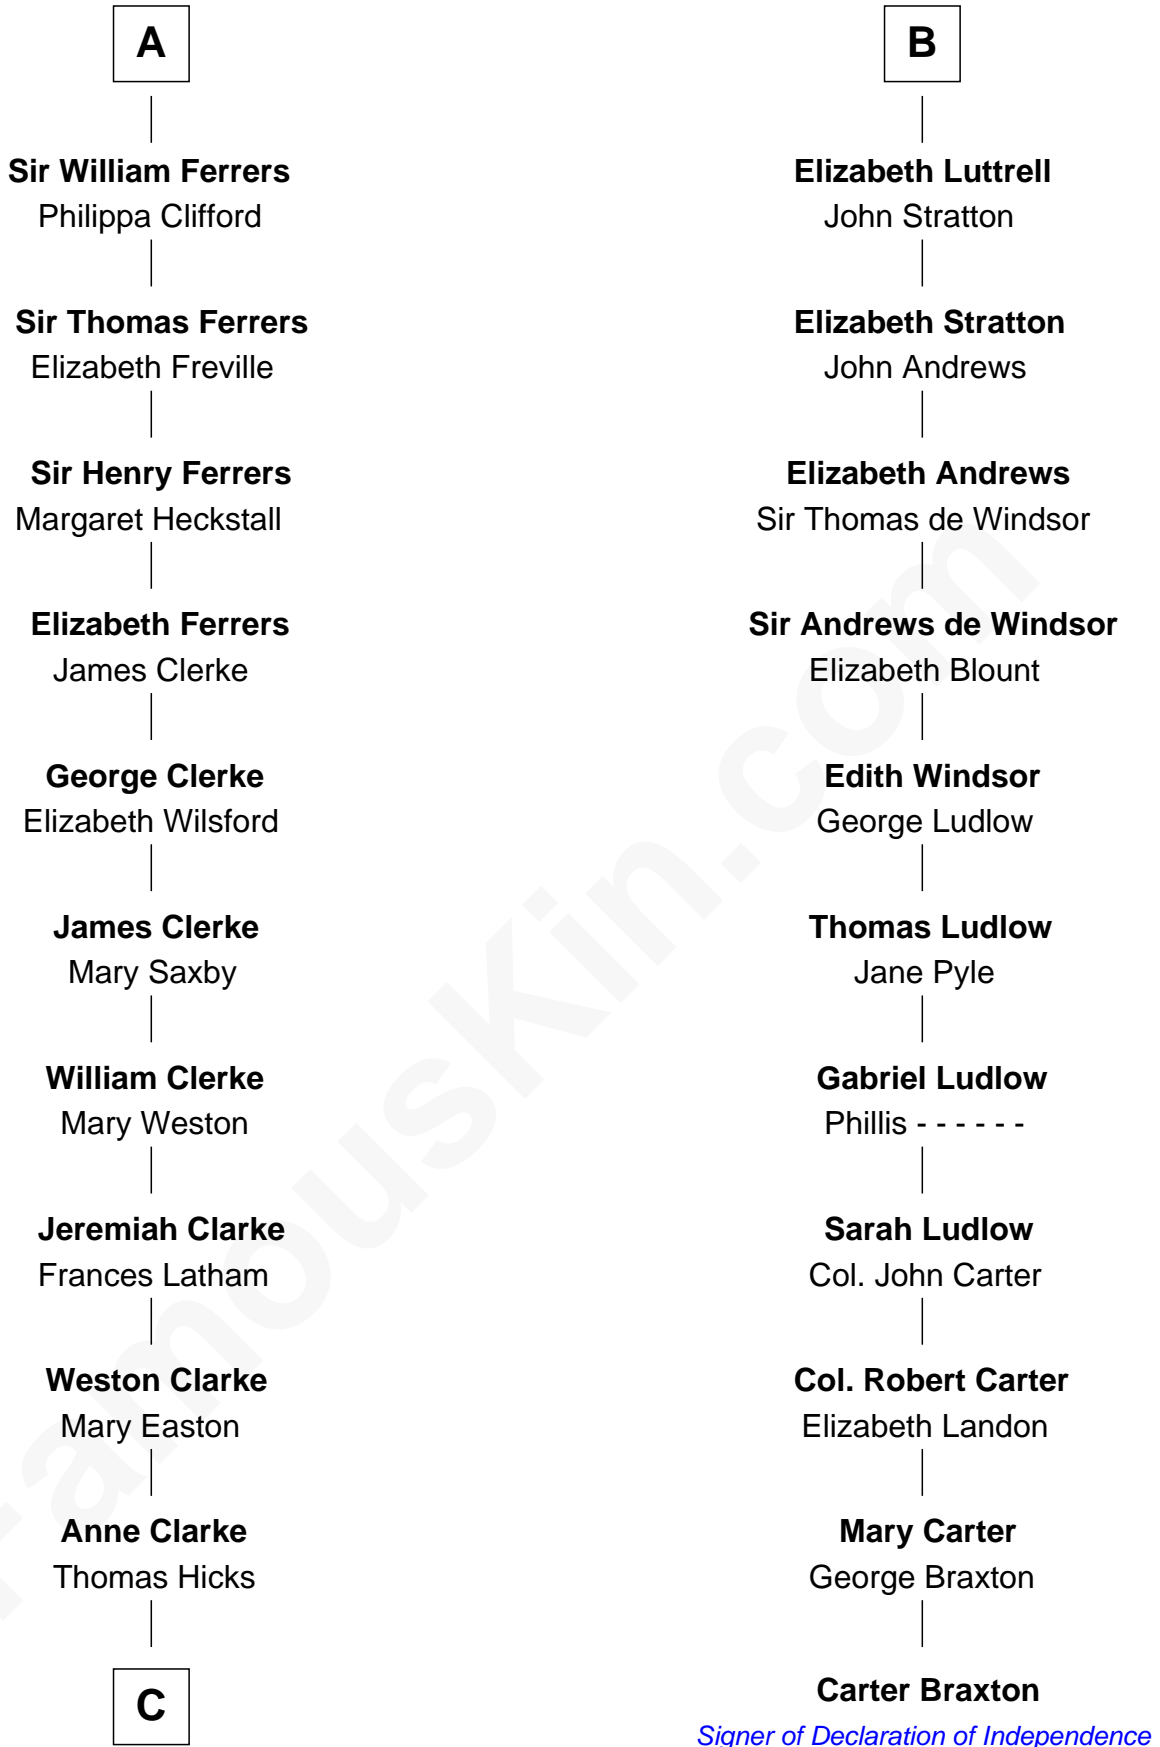 A
Sir William Ferrers
Philippa Clifford
Sir Thomas Ferrers
Elizabeth Freville
Sir Henry Ferrers
Margaret Heckstall
Elizabeth Ferrers
James Clerke
George Clerke
Elizabeth Wilsford
James Clerke
Mary Saxby
William Clerke
Mary Weston
Jeremiah Clarke
Frances Latham
Weston Clarke
Mary Easton
Anne Clarke
Thomas Hicks
C
B
Elizabeth Luttrell
John Stratton
Elizabeth Stratton
John Andrews
Elizabeth Andrews
Sir Thomas de Windsor
Sir Andrews de Windsor
Elizabeth Blount
Edith Windsor
George Ludlow
Thomas Ludlow
Jane Pyle
Gabriel Ludlow
Phillis - - - - - -
Sarah Ludlow
Col. John Carter
Col. Robert Carter
Elizabeth Landon
Mary Carter
George Braxton
Carter Braxton
Signer of Declaration of Independence
FamousKin.com